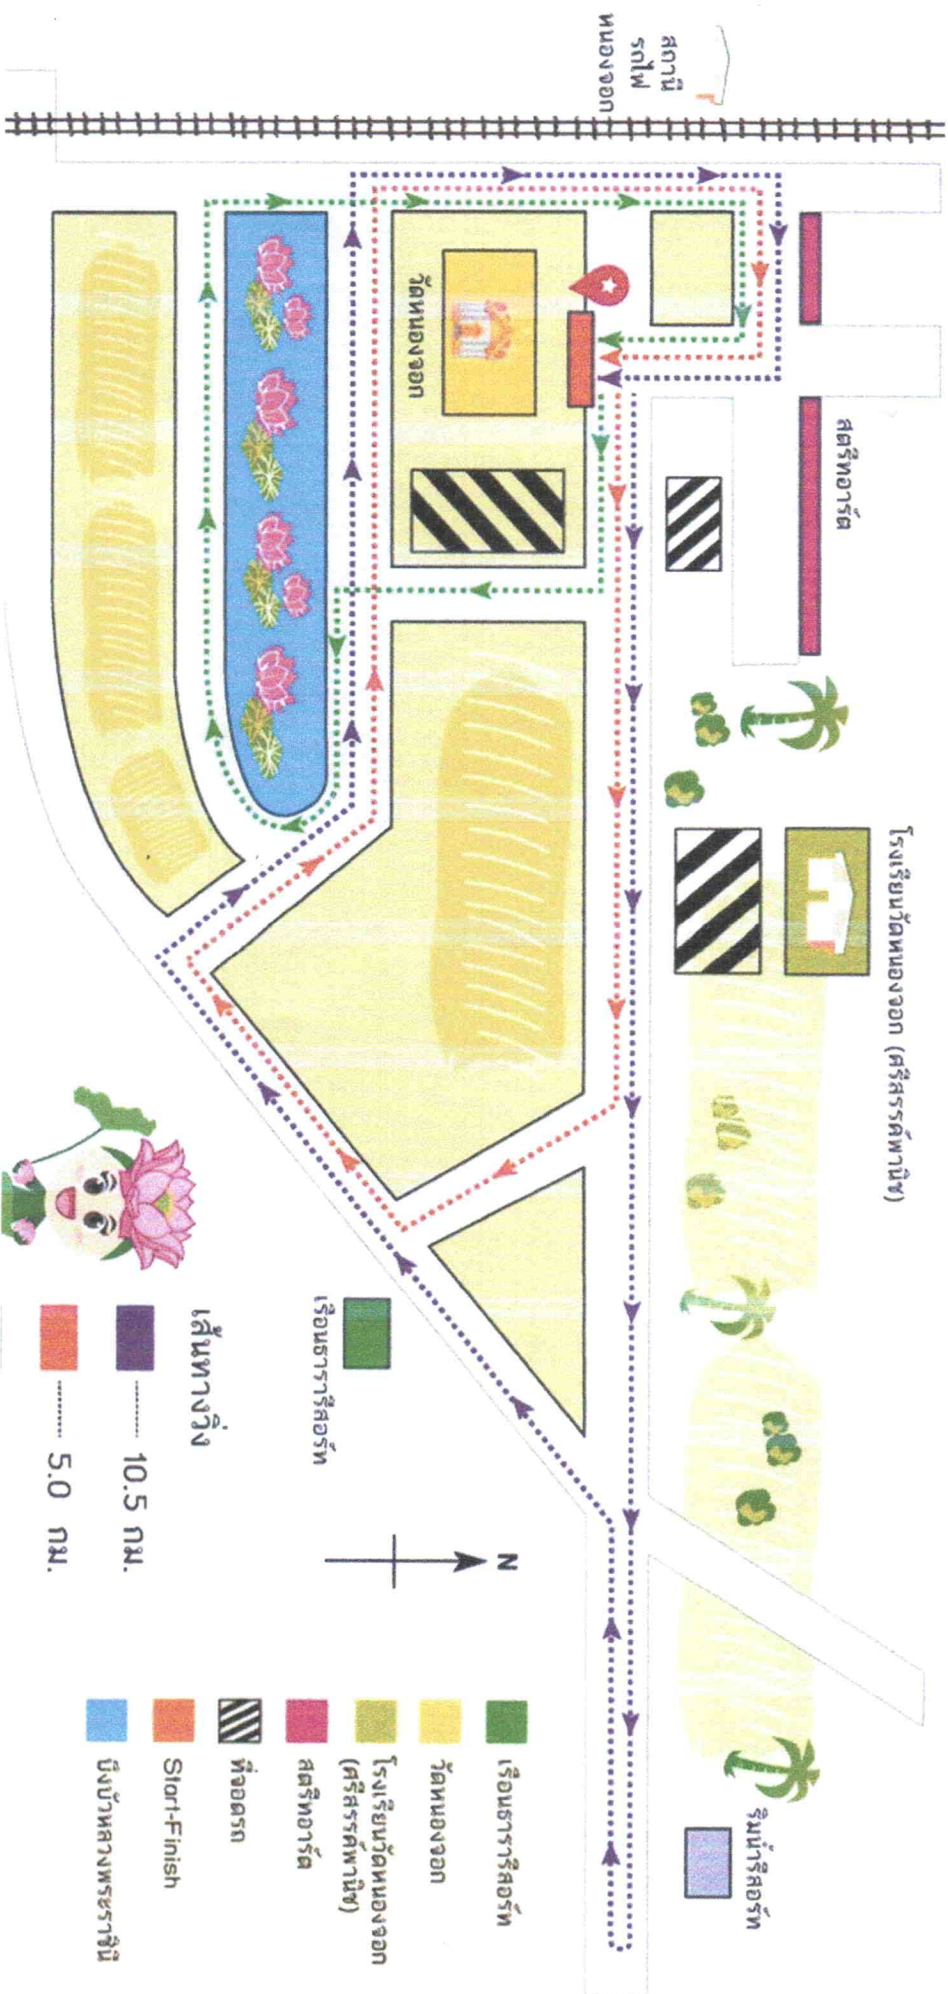 สถานี
รถไฟ
หนองจอก
สตรีทอาร์ต
โรงเรียนวัดหนองจอก (ศรีสรรค์พานิช)
ริมน้ำรีสอร์ท
วัดหนองจอก
เรือนธารารีสอร์ท
N
เส้นทางวิ่ง
10.5 กม.
5.0 กม.
เรือนธารารีสอร์ท
วัดหนองจอก
โรงเรียนวัดหนองจอก
(ศรีสรรค์พานิช)
สตรีทอาร์ต
ที่จอดรถ
Start-Finish
บึงบัวหลวงพระราชินี